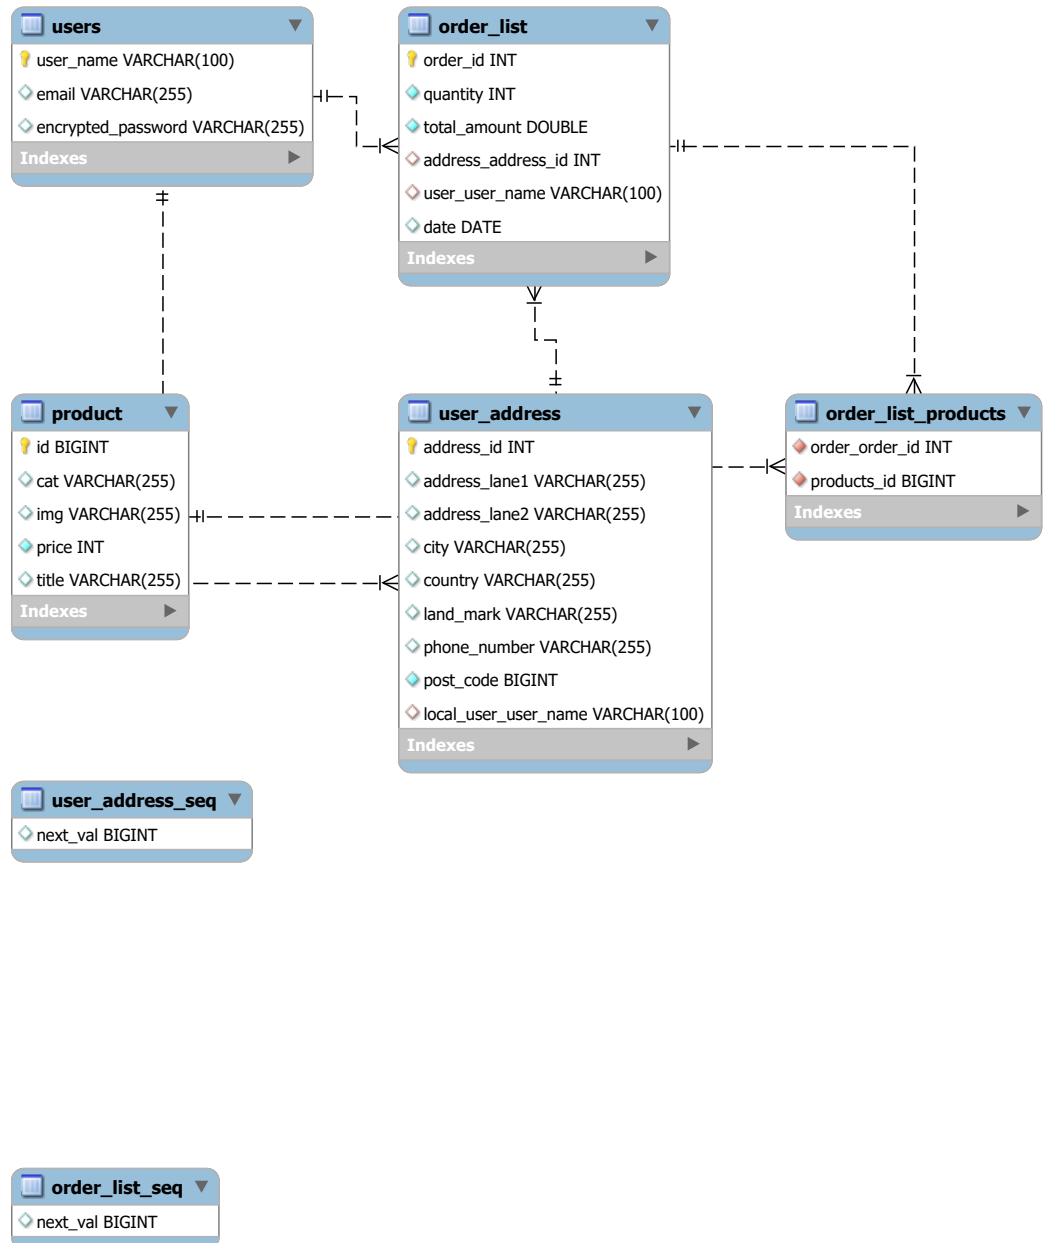 users
user_name VARCHAR(100)
email VARCHAR(255)
encrypted_password VARCHAR(255)
Indexes
order_list
order_id INT
quantity INT
total_amount DOUBLE
address_address_id INT
user_user_name VARCHAR(100)
date DATE
Indexes
product
id BIGINT
cat VARCHAR(255)
img VARCHAR(255)
price INT
title VARCHAR(255)
Indexes
user_address
address_id INT
address_lane1 VARCHAR(255)
address_lane2 VARCHAR(255)
city VARCHAR(255)
country VARCHAR(255)
land_mark VARCHAR(255)
phone_number VARCHAR(255)
post_code BIGINT
local_user_user_name VARCHAR(100)
Indexes
order_list_products
order_order_id INT
products_id BIGINT
Indexes
user_address_seq
next_val BIGINT
order_list_seq
next_val BIGINT